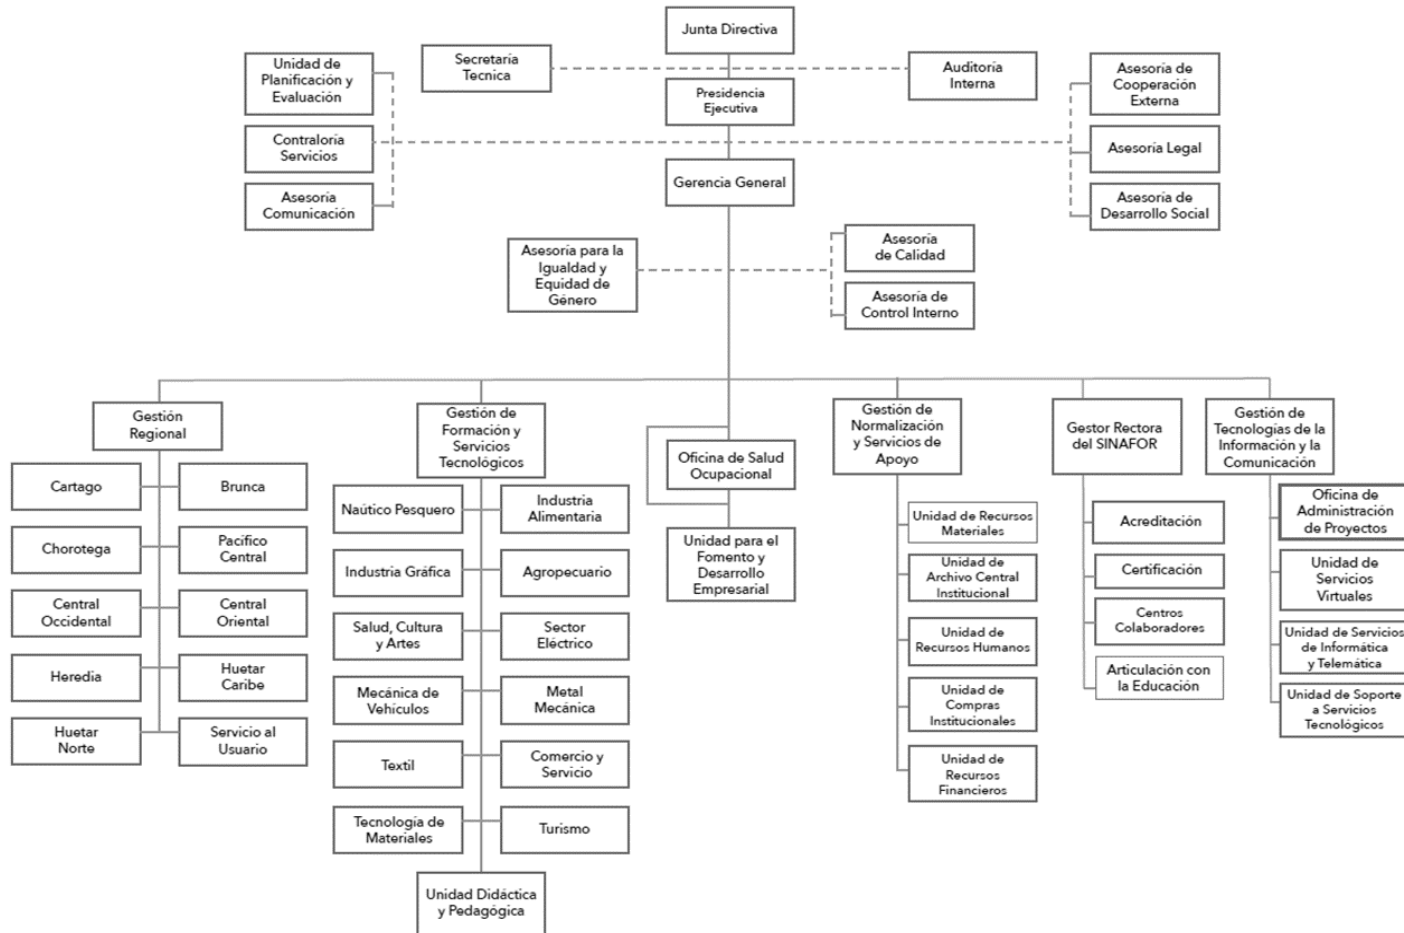 Junta Directiva
Unidad de
Planificación y
Evaluación
Secretaría
Tecnica
Auditoría
Interna
Asesoría de
Cooperación
Externa
Presidencia
Ejecutiva
Contraloría
Servicios
Asesoría Legal
Gerencia General
Asesoría
Comunicación
Asesoría de
Desarrollo Social
Asesoría para la
Igualdad y
Equidad de
Género
Asesoría
de Calidad
Asesoría de
Control Interno
Gestión
Regional
Cartago
Brunca
Chorotega
Pacífico
Central
Central
Occidental
Central
Oriental
Heredia
Huetar
Caribe
Huetar
Norte
Servicio al
Usuario
Gestión de
Formación y
Servicios
Tecnológicos
Naútico Pesquero
Industria
Alimentaria
Industria Gráfica
Agropecuario
Salud, Cultura
y Artes
Sector
Eléctrico
Mecánica de
Vehículos
Metal
Mecánica
Textil
Comercio y
Servicio
Tecnología de
Materiales
Turismo
Unidad Didáctica
y Pedagógica
Oficina de Salud
Ocupacional
Unidad para el
Fomento y
Desarrollo
Empresarial
Gestión de
Normalización
y Servicios de
Apoyo
Unidad de Recursos
Materiales
Unidad de
Archivo Central
Institucional
Unidad de
Recursos Humanos
Unidad de
Compras
Institucionales
Unidad de
Recursos
Financieros
Gestor Rectora
del SINAFOR
Acreditación
Certificación
Centros
Colaboradores
Articulación con
la Educación
Gestión de
Tecnologías de la
Información y la
Comunicación
Oficina de
Administración
de Proyectos
Unidad de
Servicios
Virtuales
Unidad de Servicios
de Informática
y Telemática
Unidad de Soporte
a Servicios
Tecnológicos